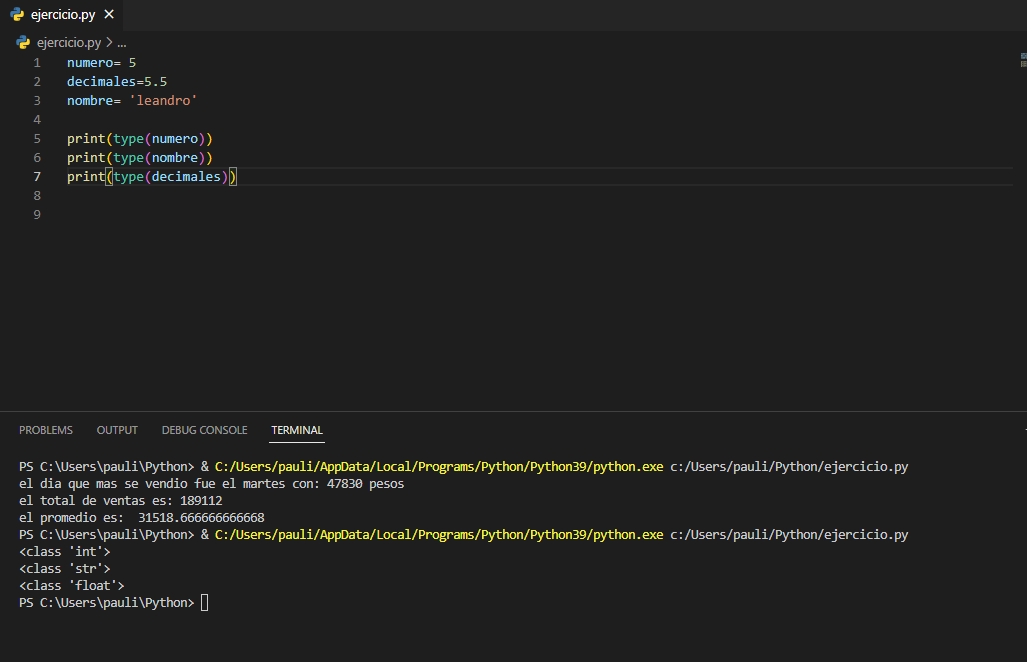 ejercicio.py
ejercicio.py > ...
1 numero= 5
2 decimales=5.5
3 nombre= 'leandro'
4
5 print(type(numero))
6 print(type(nombre))
7 print(type(decimales))
8
9
PROBLEMS OUTPUT DEBUG CONSOLE TERMINAL
PS C:\Users\pauli\Python> & C:/Users/pauli/AppData/Local/Programs/Python/Python39/python.exe c:/Users/pauli/Python/ejercicio.py
el dia que mas se vendio fue el martes con: 47830 pesos
el total de ventas es: 189112
el promedio es:  31518.666666666668
PS C:\Users\pauli\Python> & C:/Users/pauli/AppData/Local/Programs/Python/Python39/python.exe c:/Users/pauli/Python/ejercicio.py
<class 'int'>
<class 'str'>
<class 'float'>
PS C:\Users\pauli\Python>